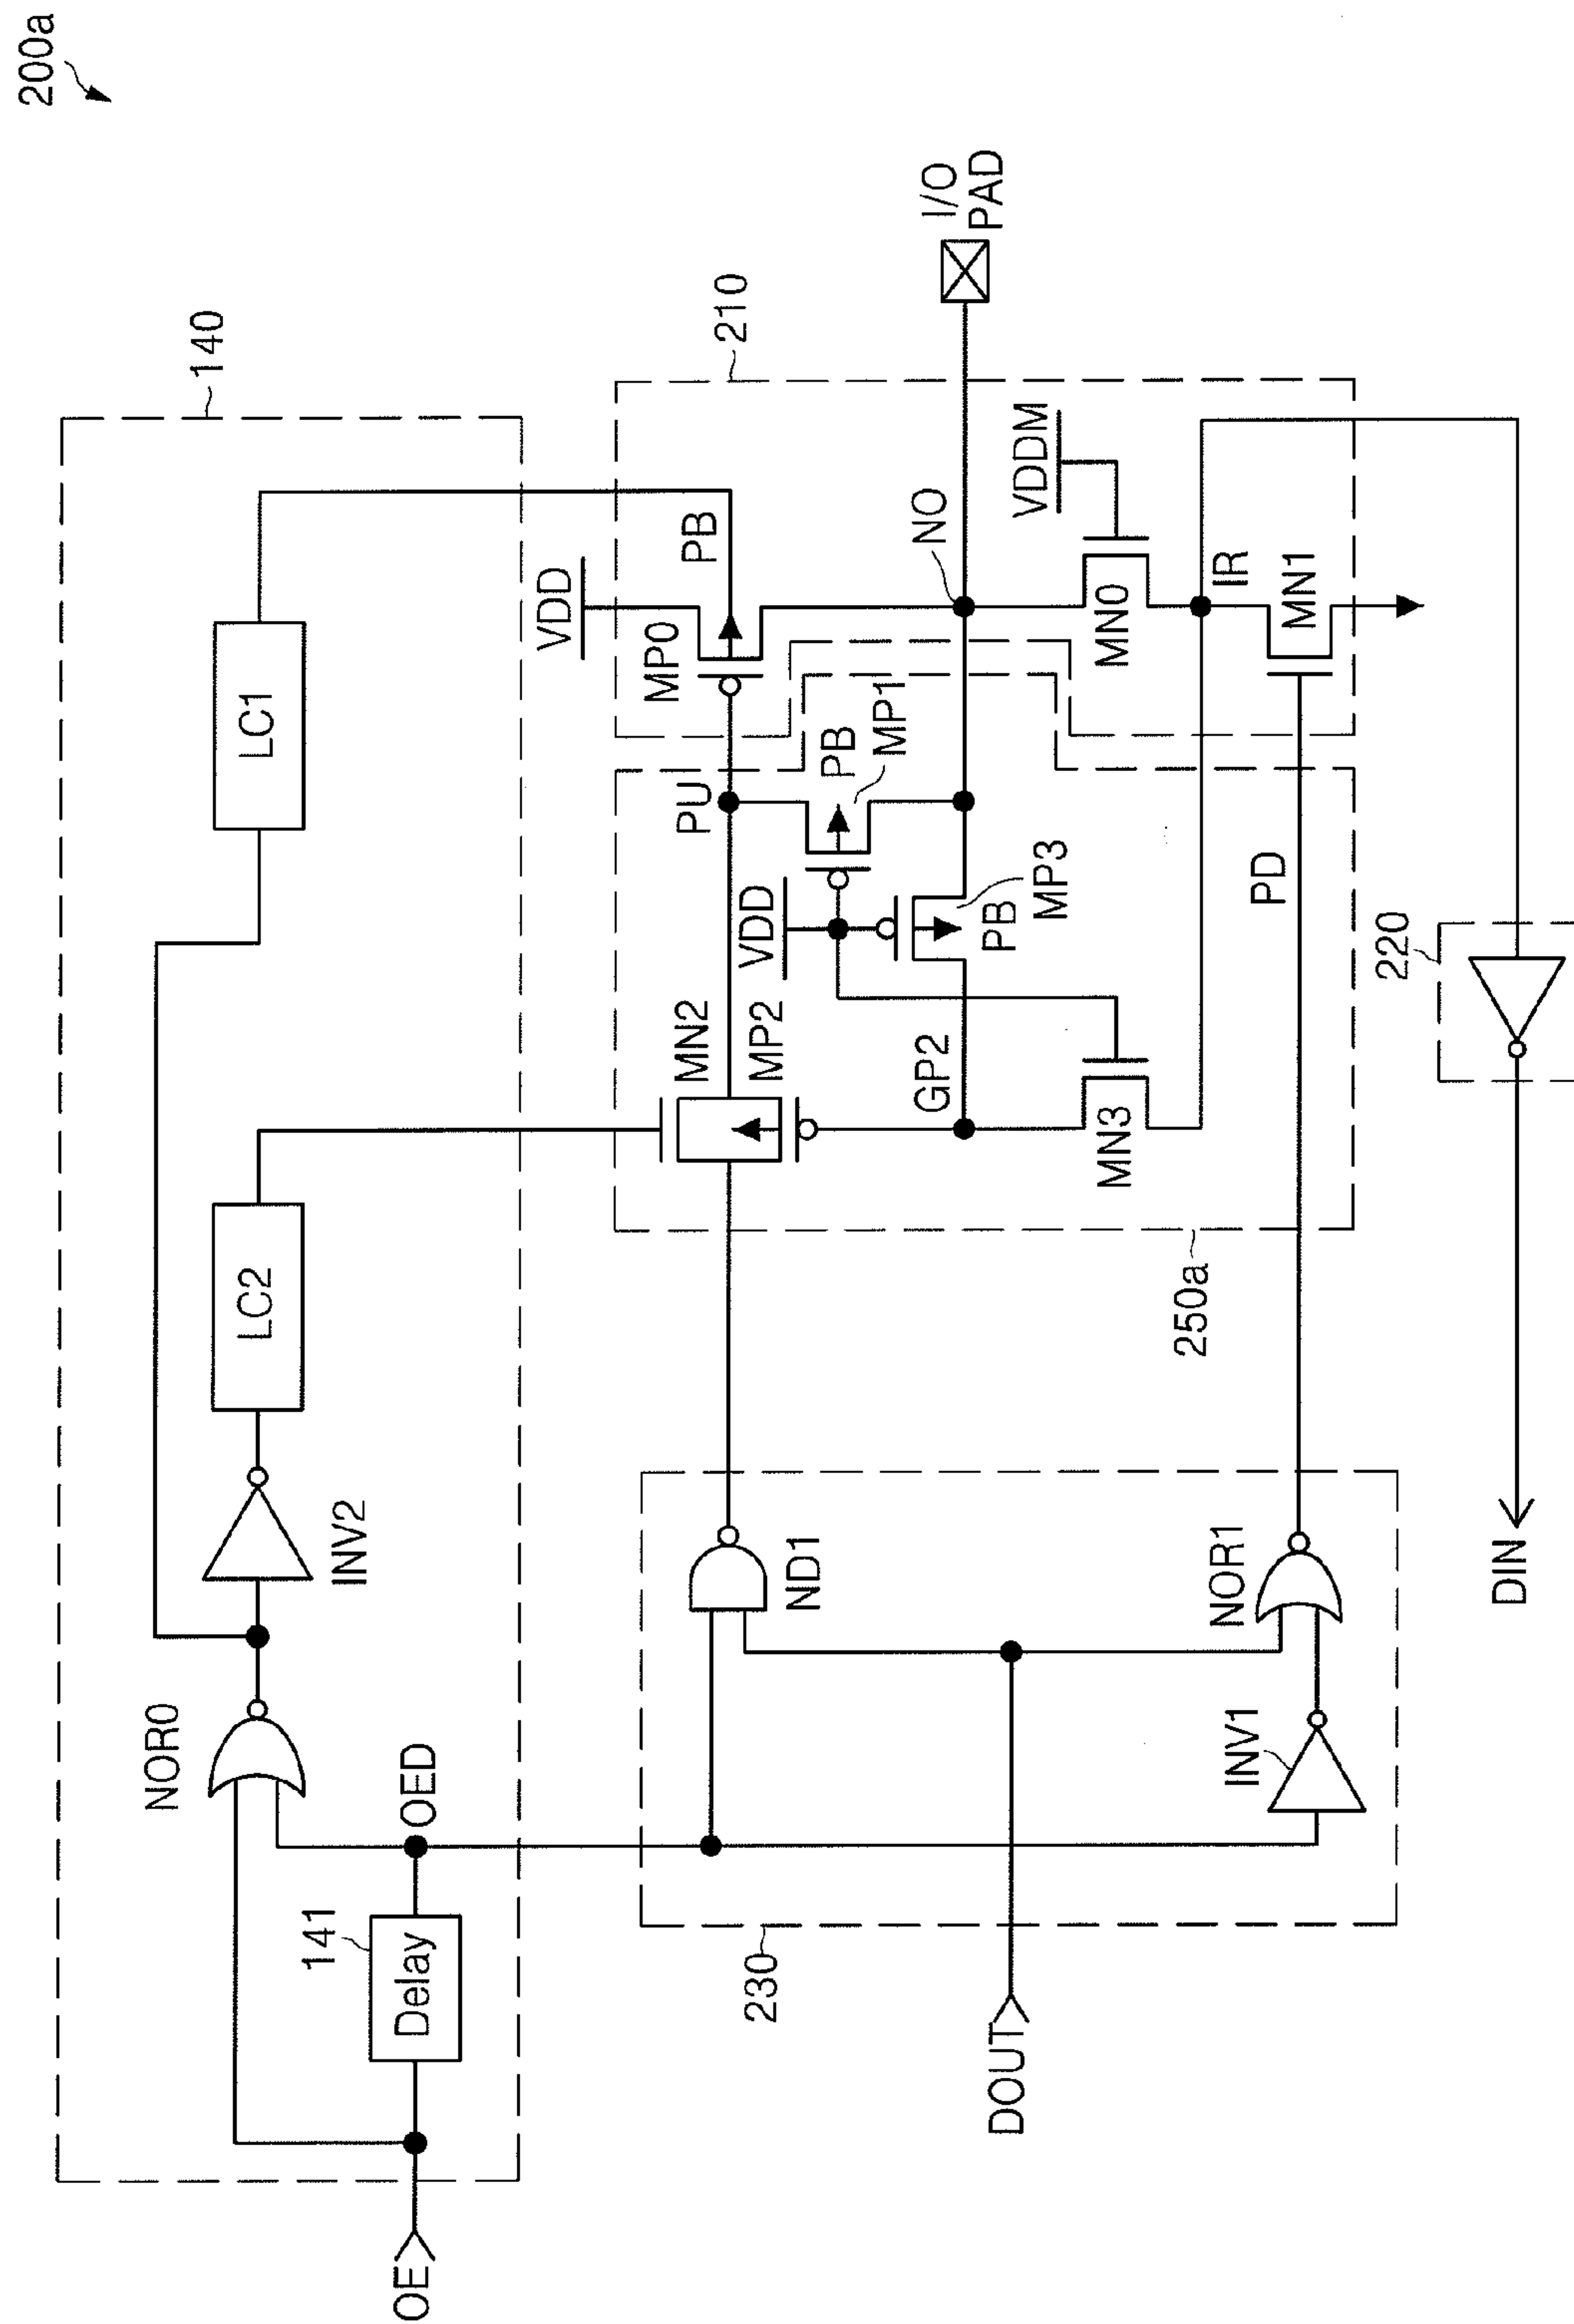 200a
140
LC1
LC2
INV2
NOR0
OED
141
Delay
OE
210
I/O
PAD
VDD
PB
MP0
NO
VDDM
MN0
IR
MN1
PU
PB
MP1
VDD
PB
MP3
MN2
MP2
GP2
MN3
PD
250a
220
ND1
NOR1
INV1
230
DOUT
DIN